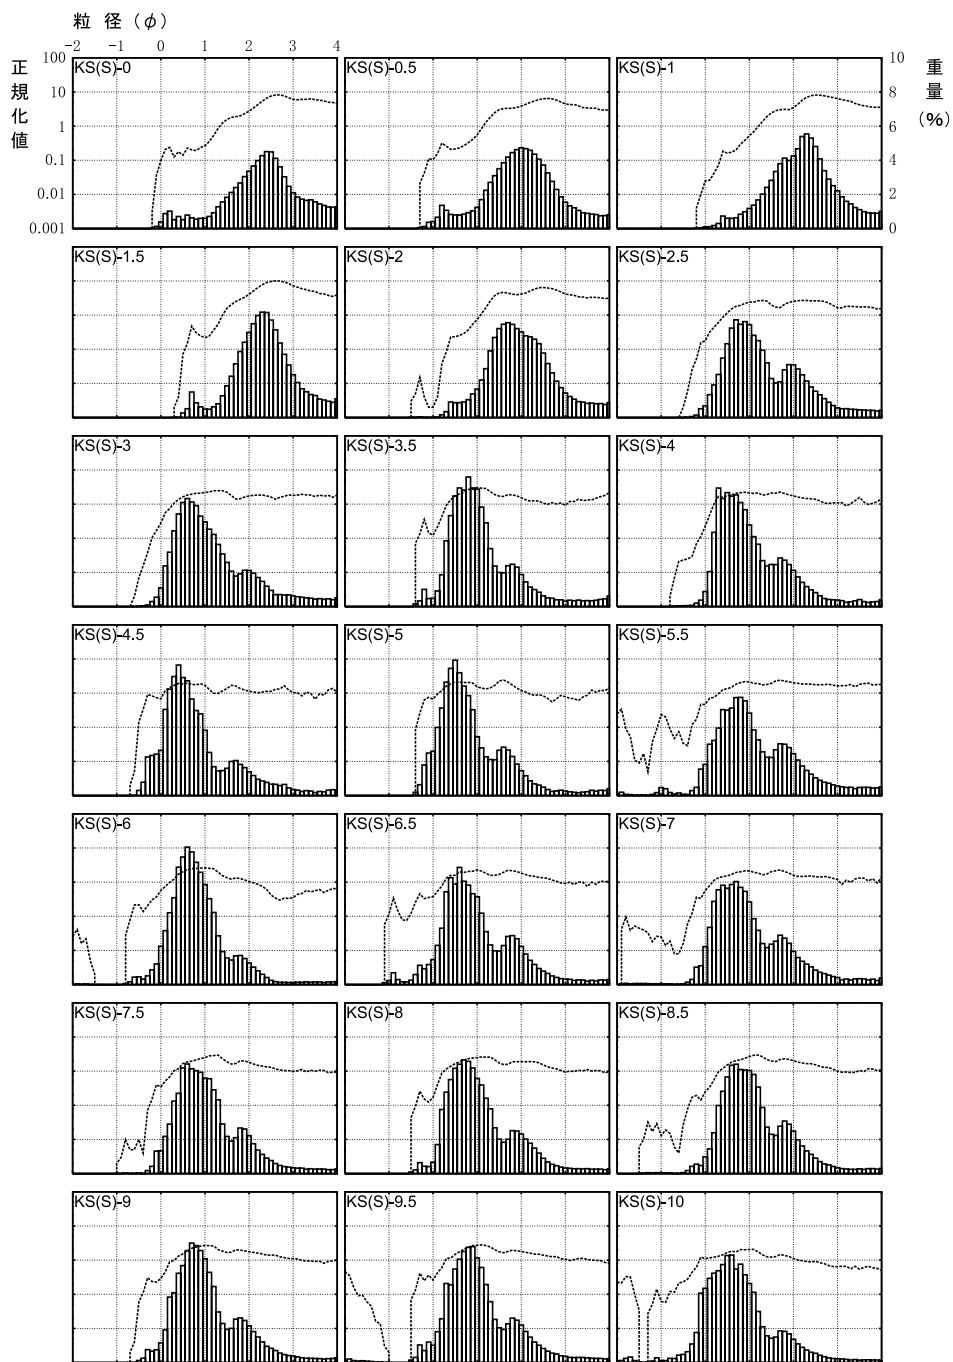 粒 径（φ）
-2 -1 0 1 2 3 4
正規化値
100
10
1
0.1
0.01
0.001
10
8
6
4
2
0
重量（%）
KS(S)-0 KS(S)-0.5 KS(S)-1
KS(S)-1.5 KS(S)-2 KS(S)-2.5
KS(S)-3 KS(S)-3.5 KS(S)-4
KS(S)-4.5 KS(S)-5 KS(S)-5.5
KS(S)-6 KS(S)-6.5 KS(S)-7
KS(S)-7.5 KS(S)-8 KS(S)-8.5
KS(S)-9 KS(S)-9.5 KS(S)-10